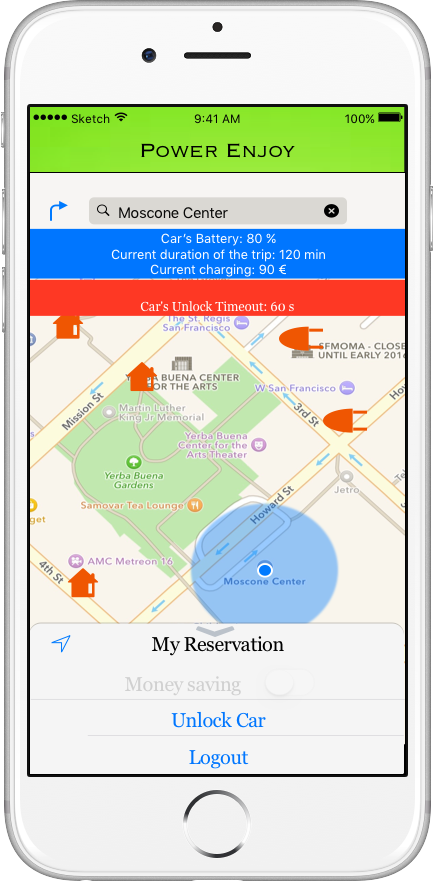 Sketch 9:41 AM 100%
POWER ENJOY
Moscone Center
Car's Battery: 80 %
Current duration of the trip: 120 min
Current charging: 90 €
Car's Unlock Timeout: 60 s
The St. Regis
San Francisco
SFMOMA - CLOSE
UNTIL EARLY 2016
YERBA BUENA CENTER
FOR THE ARTS
W San Francisco
Mission St
Martin Luther
King Jr Memorial
3rd St
Yerba Buena
Center for the
Arts Theater
Yerba Buena
Gardens
Jetro
Samovar Tea Lounge
Howard St
get
AMC Metreon 16
4th St
Moscone Center
My Reservation
Money saving
Unlock Car
Logout